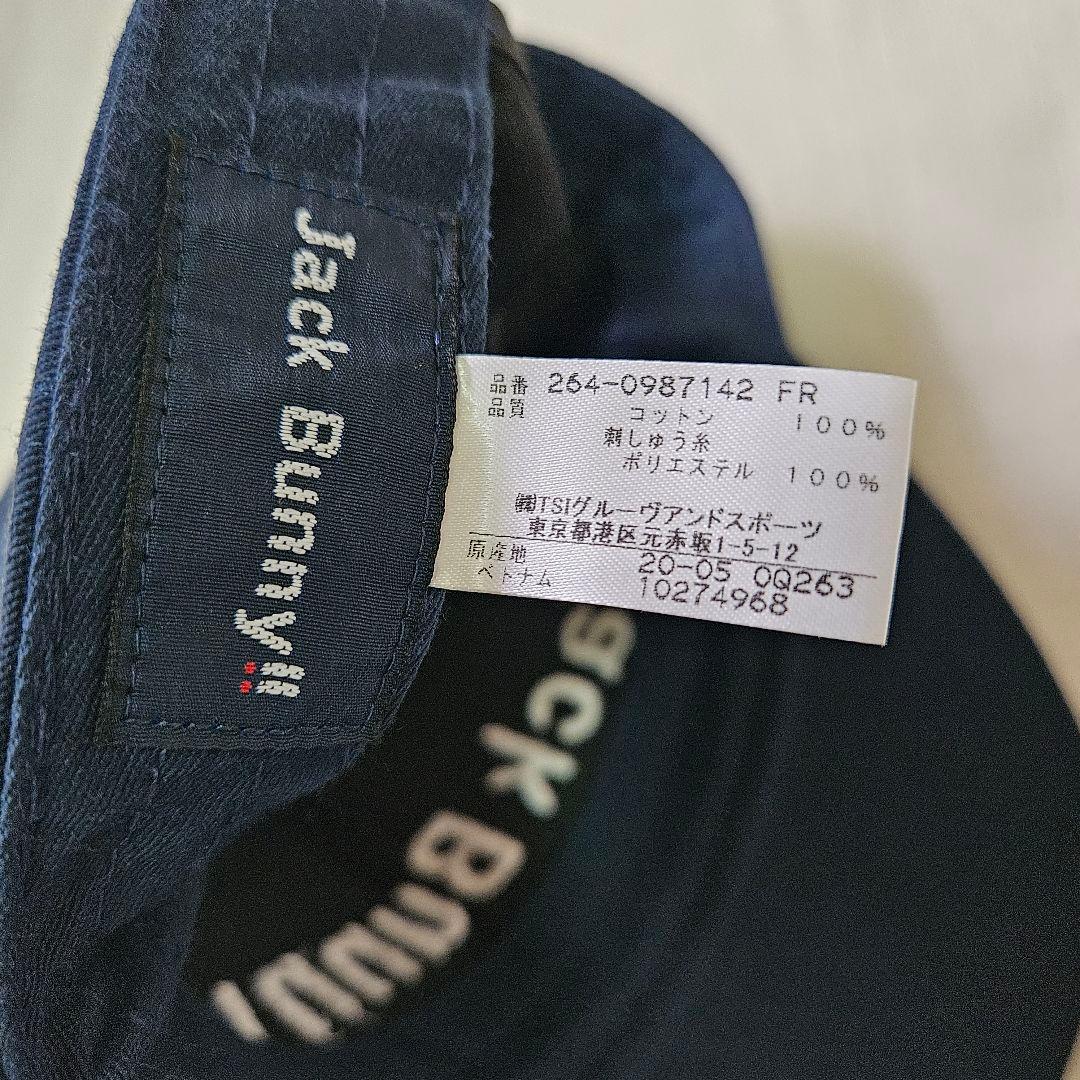 Jack Bunny!!
品番 264-0987142 FR
品質
コットン 100%
刺しゅう糸
ポリエステル 100%
㈱TSIグルーヴアンドスポーツ
東京都港区元赤坂1-5-12
原産地 20-05 0Q263
ベトナム 10274968
ack Bunny